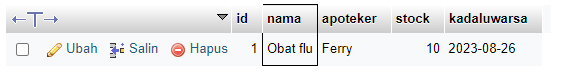 id nama apoteker stock kadaluwarsa
Ubah Salin Hapus 1 Obat flu Ferry 10 2023-08-26